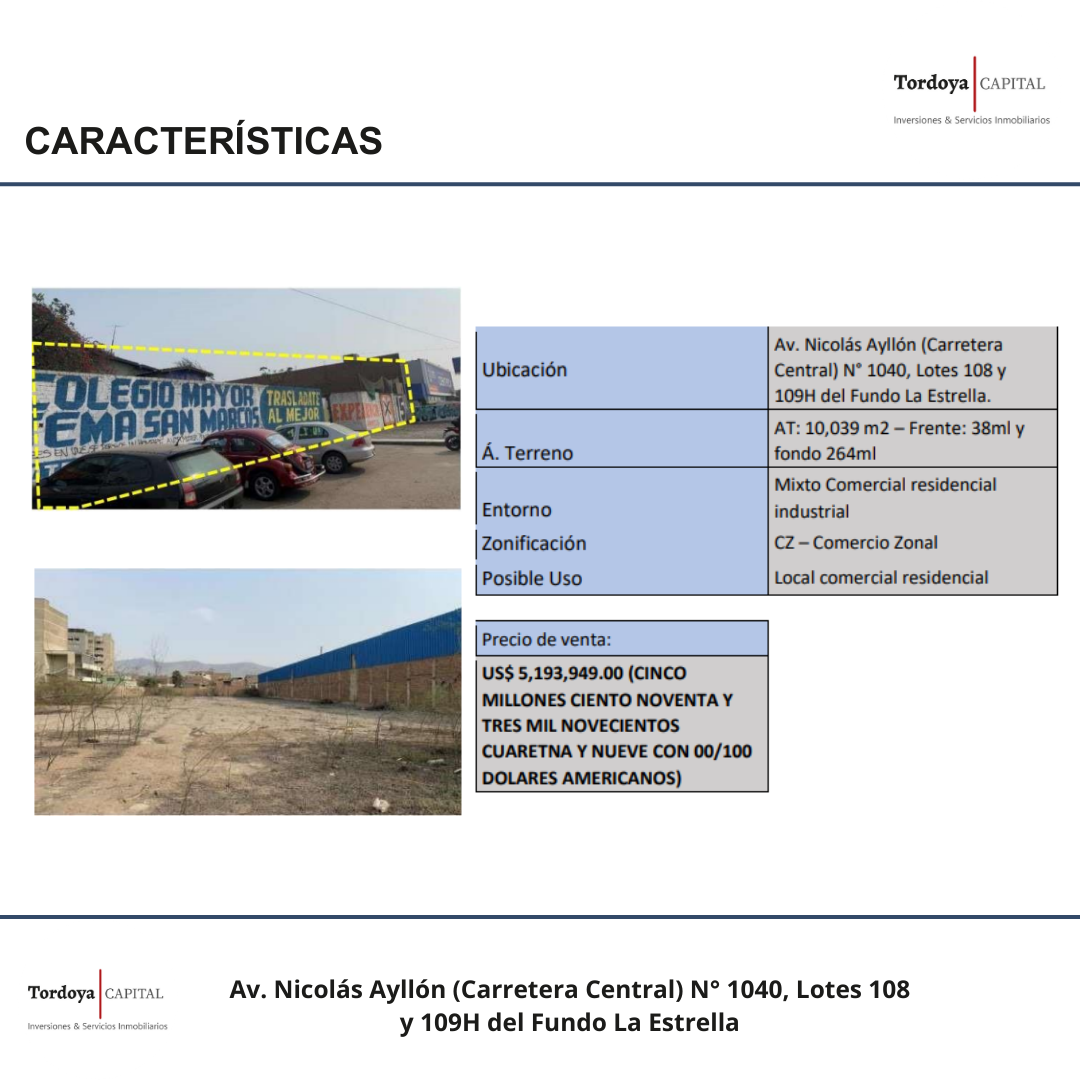 Tordoya CAPITAL
Inversiones & Servicios Inmobiliarios
CARACTERÍSTICAS
COLEGIO MAYOR
TEMA SAN MARCOS
TRASLADATE
AL MEJOR
Ubicación
Av. Nicolás Ayllón (Carretera
Central) N° 1040, Lotes 108 y
109H del Fundo La Estrella.
Á. Terreno
AT: 10,039 m2 – Frente: 38ml y
fondo 264ml
Entorno
Mixto Comercial residencial
industrial
Zonificación
CZ – Comercio Zonal
Posible Uso
Local comercial residencial
Precio de venta:
US$ 5,193,949.00 (CINCO
MILLONES CIENTO NOVENTA Y
TRES MIL NOVECIENTOS
CUARETNA Y NUEVE CON 00/100
DOLARES AMERICANOS)
Tordoya CAPITAL
Inversiones & Servicios Inmobiliarios
Av. Nicolás Ayllón (Carretera Central) N° 1040, Lotes 108
y 109H del Fundo La Estrella